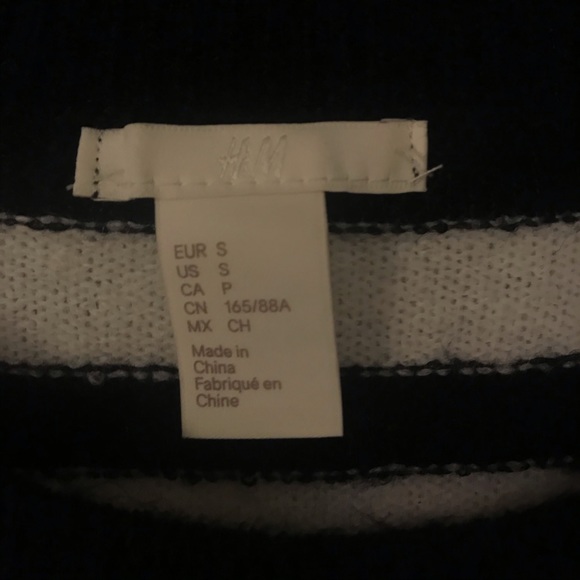 H&M
EUR S
US S
CA P
CN 165/88A
MX CH
Made in
China
Fabriqué en
Chine